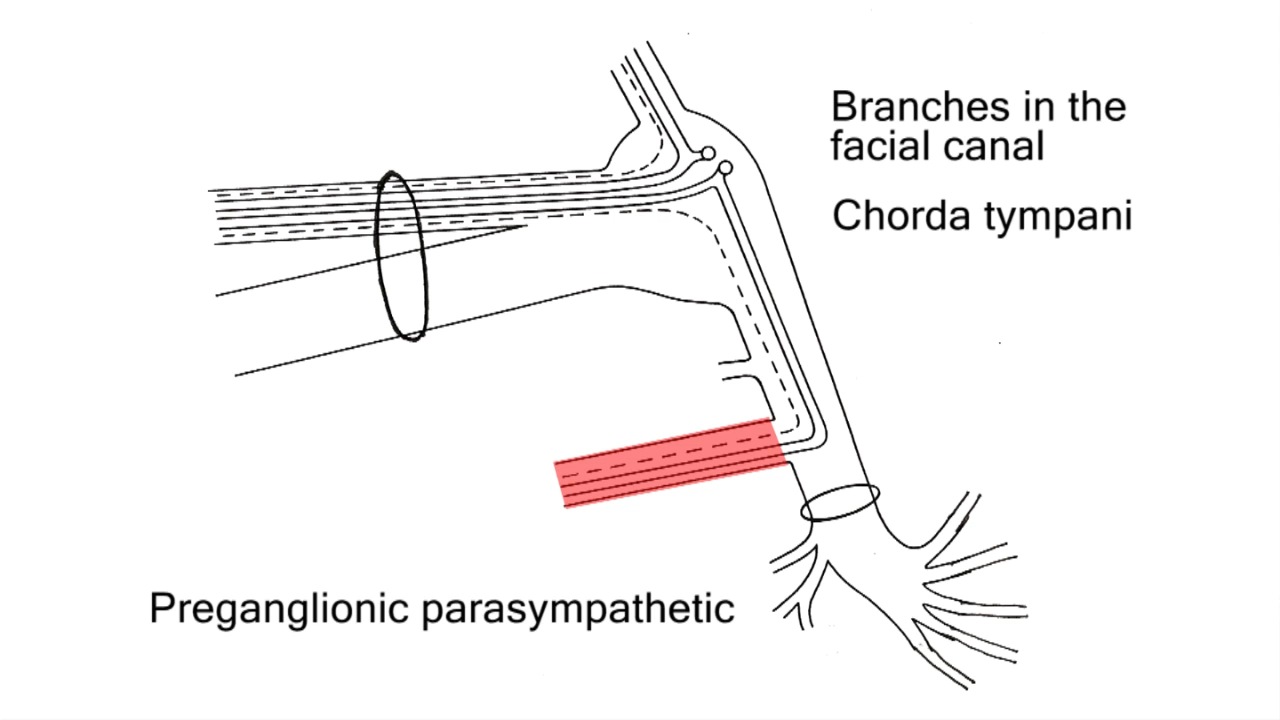 Branches in the
facial canal
Chorda tympani
Preganglionic parasympathetic